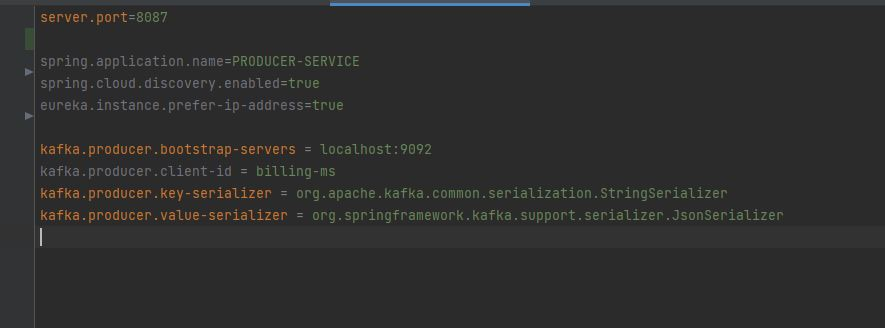 server.port=8087
spring.application.name=PRODUCER-SERVICE
spring.cloud.discovery.enabled=true
eureka.instance.prefer-ip-address=true
kafka.producer.bootstrap-servers = localhost:9092
kafka.producer.client-id = billing-ms
kafka.producer.key-serializer = org.apache.kafka.common.serialization.StringSerializer
kafka.producer.value-serializer = org.springframework.kafka.support.serializer.JsonSerializer